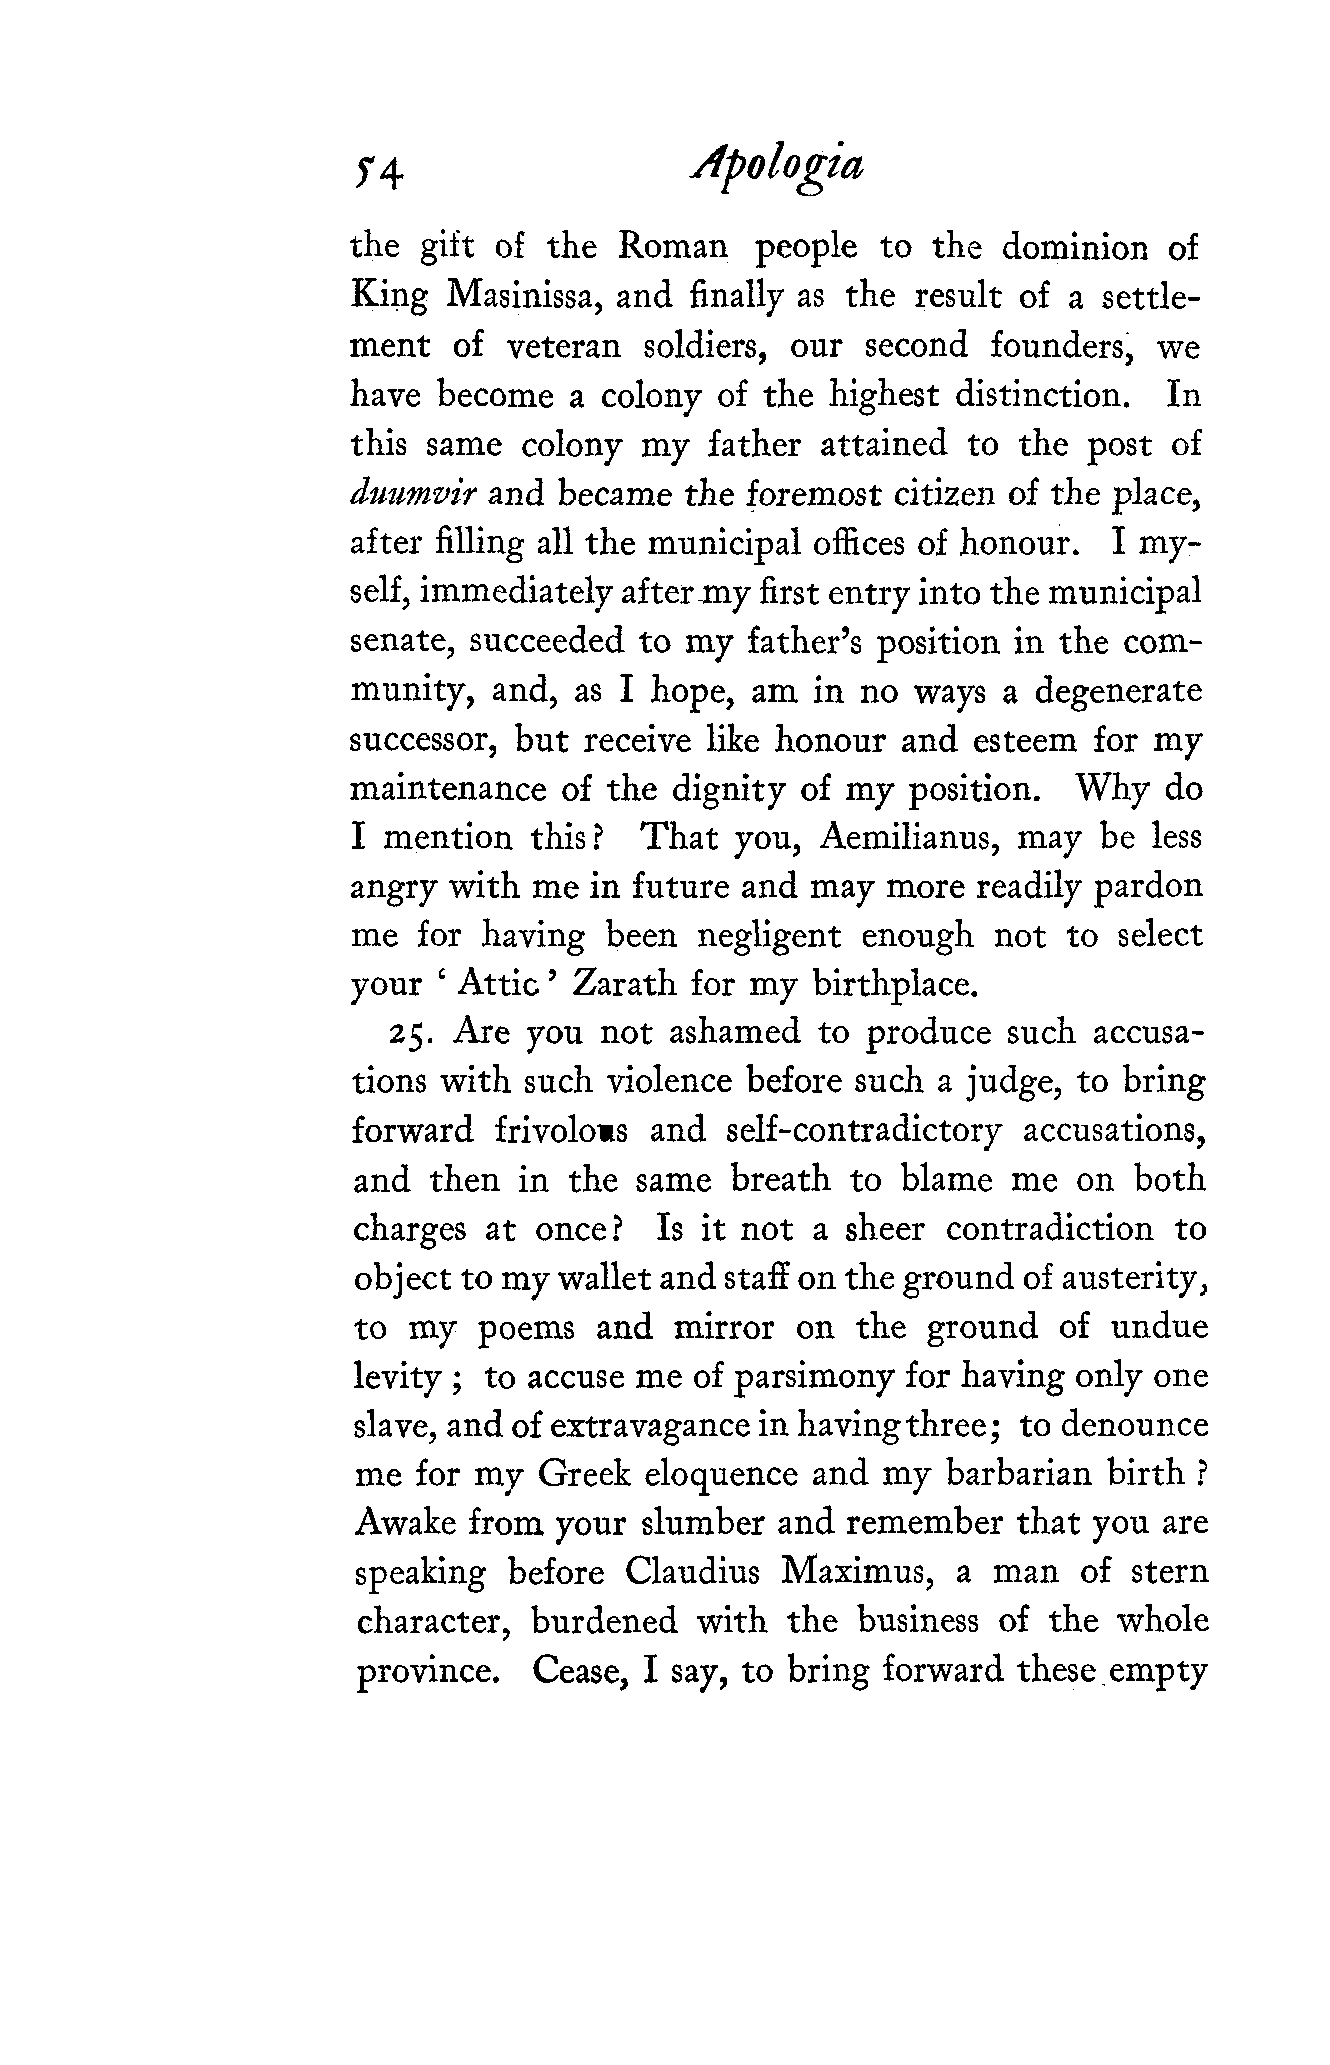 54 Apologia
the gift of the Roman people to the dominion of
King Masinissa, and finally as the result of a settle-
ment of veteran soldiers, our second founders, we
have become a colony of the highest distinction. In
this same colony my father attained to the post of
duumvir and became the foremost citizen of the place,
after filling all the municipal offices of honour. I my-
self, immediately after my first entry into the municipal
senate, succeeded to my father's position in the com-
munity, and, as I hope, am in no ways a degenerate
successor, but receive like honour and esteem for my
maintenance of the dignity of my position. Why do
I mention this? That you, Aemilianus, may be less
angry with me in future and may more readily pardon
me for having been negligent enough not to select
your ‘ Attic ’ Zarath for my birthplace.
25. Are you not ashamed to produce such accusa-
tions with such violence before such a judge, to bring
forward frivolous and self-contradictory accusations,
and then in the same breath to blame me on both
charges at once? Is it not a sheer contradiction to
object to my wallet and staff on the ground of austerity,
to my poems and mirror on the ground of undue
levity ; to accuse me of parsimony for having only one
slave, and of extravagance in having three; to denounce
me for my Greek eloquence and my barbarian birth ?
Awake from your slumber and remember that you are
speaking before Claudius Maximus, a man of stern
character, burdened with the business of the whole
province. Cease, I say, to bring forward these empty